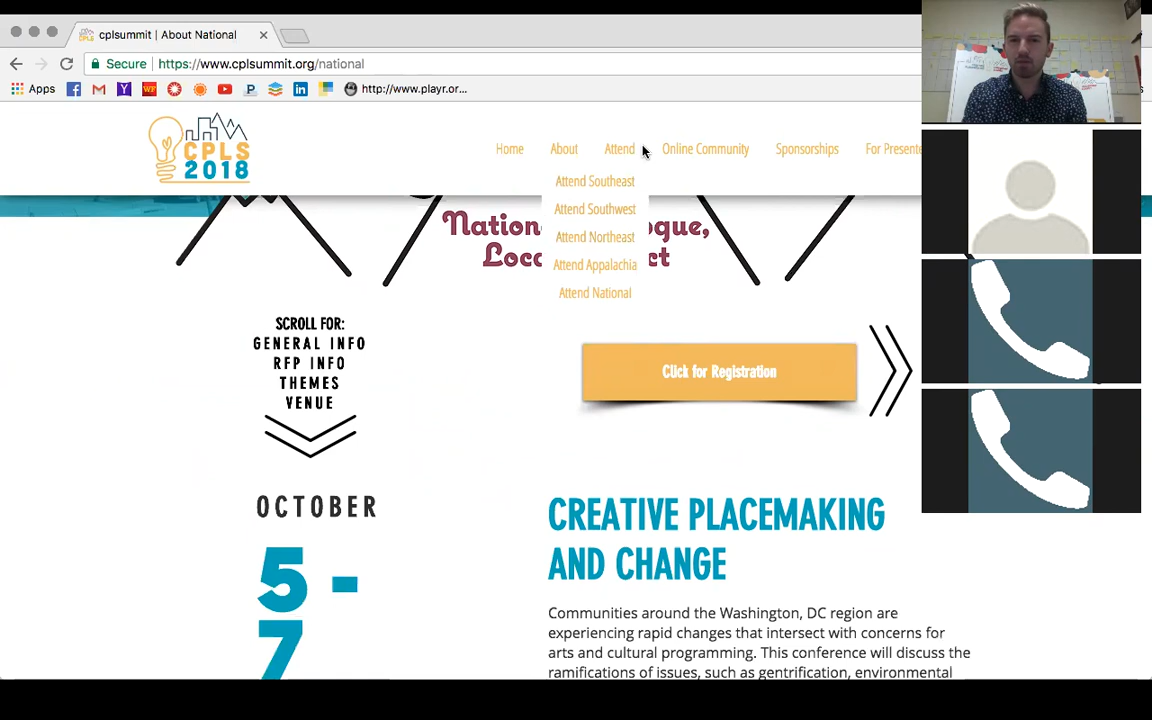 cplsummit | About National
Secure https://www.cplsummit.org/national
Apps http://www.playr.or...
CPLS
2018
Home About Attend Online Community Sponsorships For Presente
Attend Southeast
Attend Southwest
Attend Northeast
Attend Appalachia
Attend National
SCROLL FOR:
GENERAL INFO
RFP INFO
THEMES
VENUE
Click for Registration
OCTOBER
5 -
7
CREATIVE PLACEMAKING
AND CHANGE
Communities around the Washington, DC region are
experiencing rapid changes that intersect with concerns for
arts and cultural programming. This conference will discuss the
ramifications of issues, such as gentrification, environmental